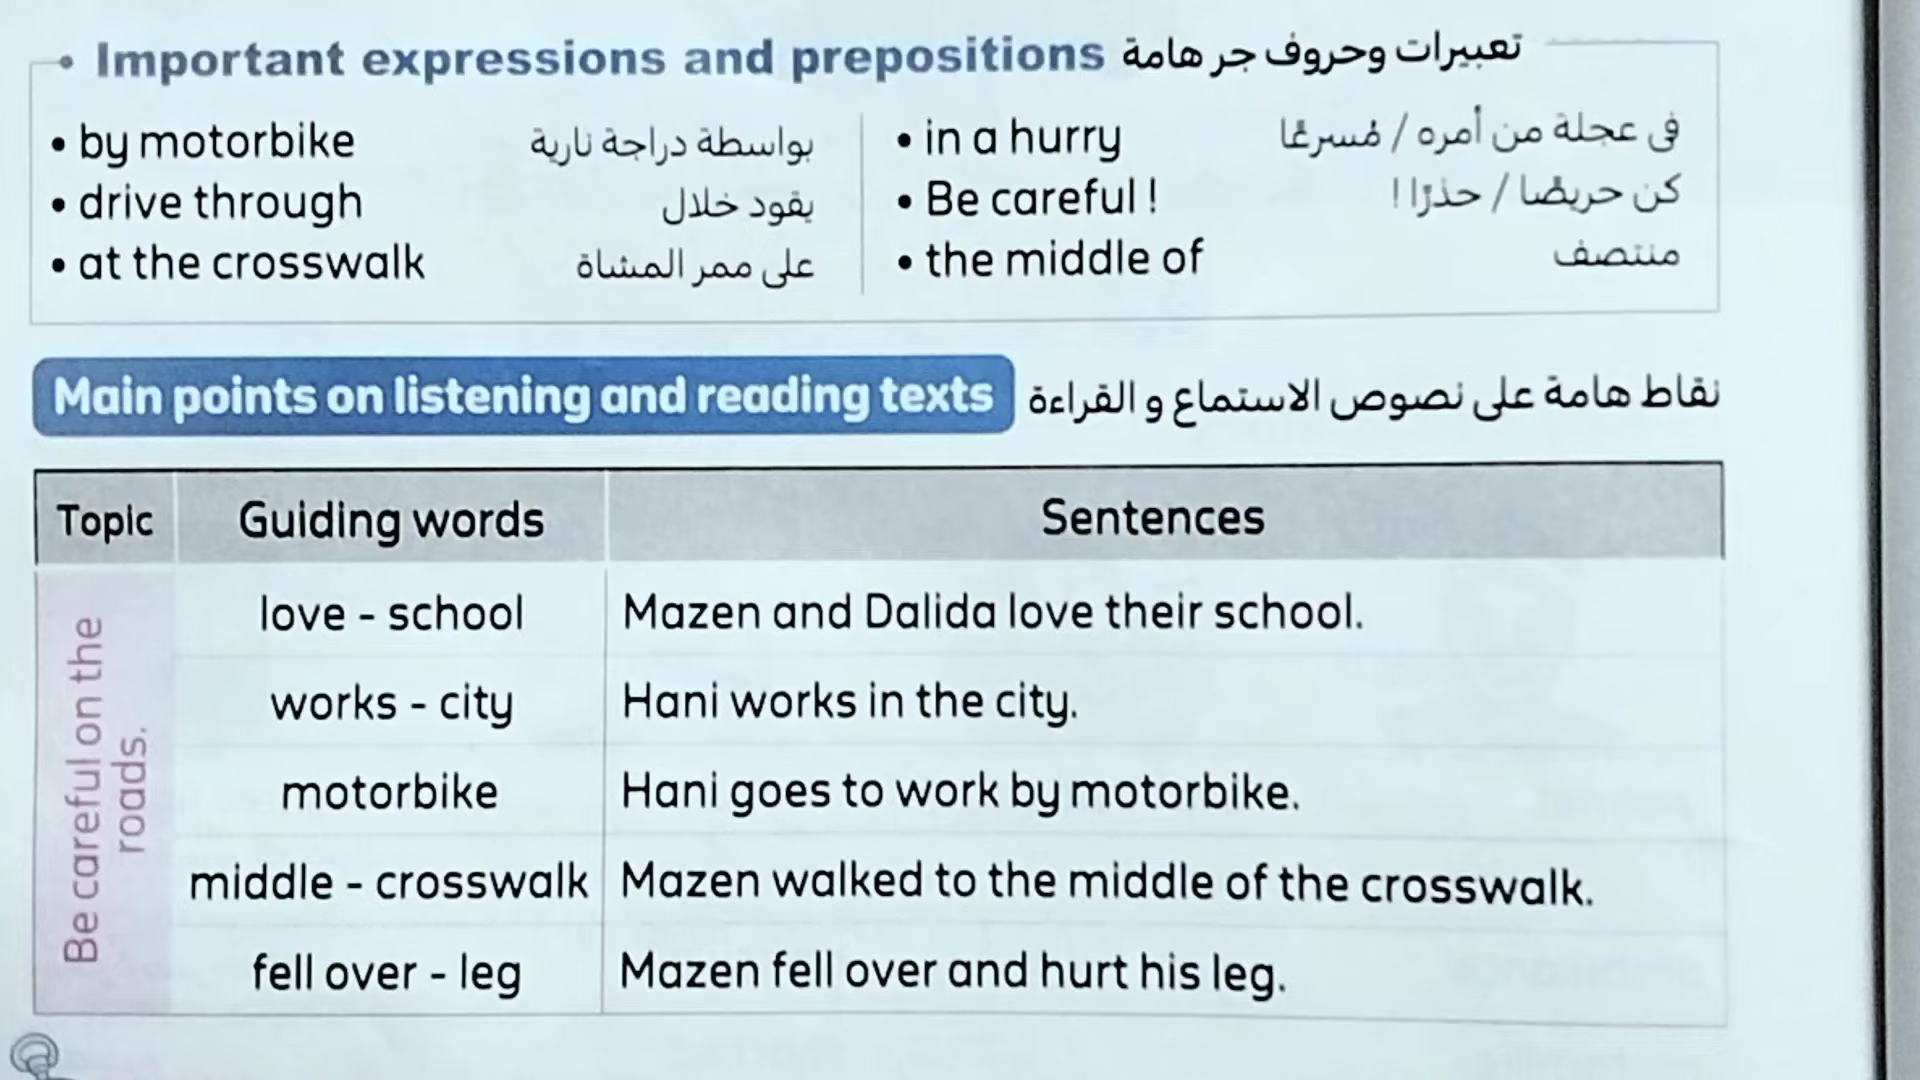 Important expressions and prepositions تعبيرات وحروف جر هامة
• by motorbike بواسطة دراجة نارية
• drive through يقود خلال
• at the crosswalk على ممر المشاة
• in a hurry فى عجلة من أمره / مُسرعًا
• Be careful ! كن حريصًا / حذرًا !
• the middle of منتصف
Main points on listening and reading texts نقاط هامة على نصوص الاستماع و القراءة
Topic Guiding words Sentences
Be careful on the
roads.
love - school Mazen and Dalida love their school.
works - city Hani works in the city.
motorbike Hani goes to work by motorbike.
middle - crosswalk Mazen walked to the middle of the crosswalk.
fell over - leg Mazen fell over and hurt his leg.